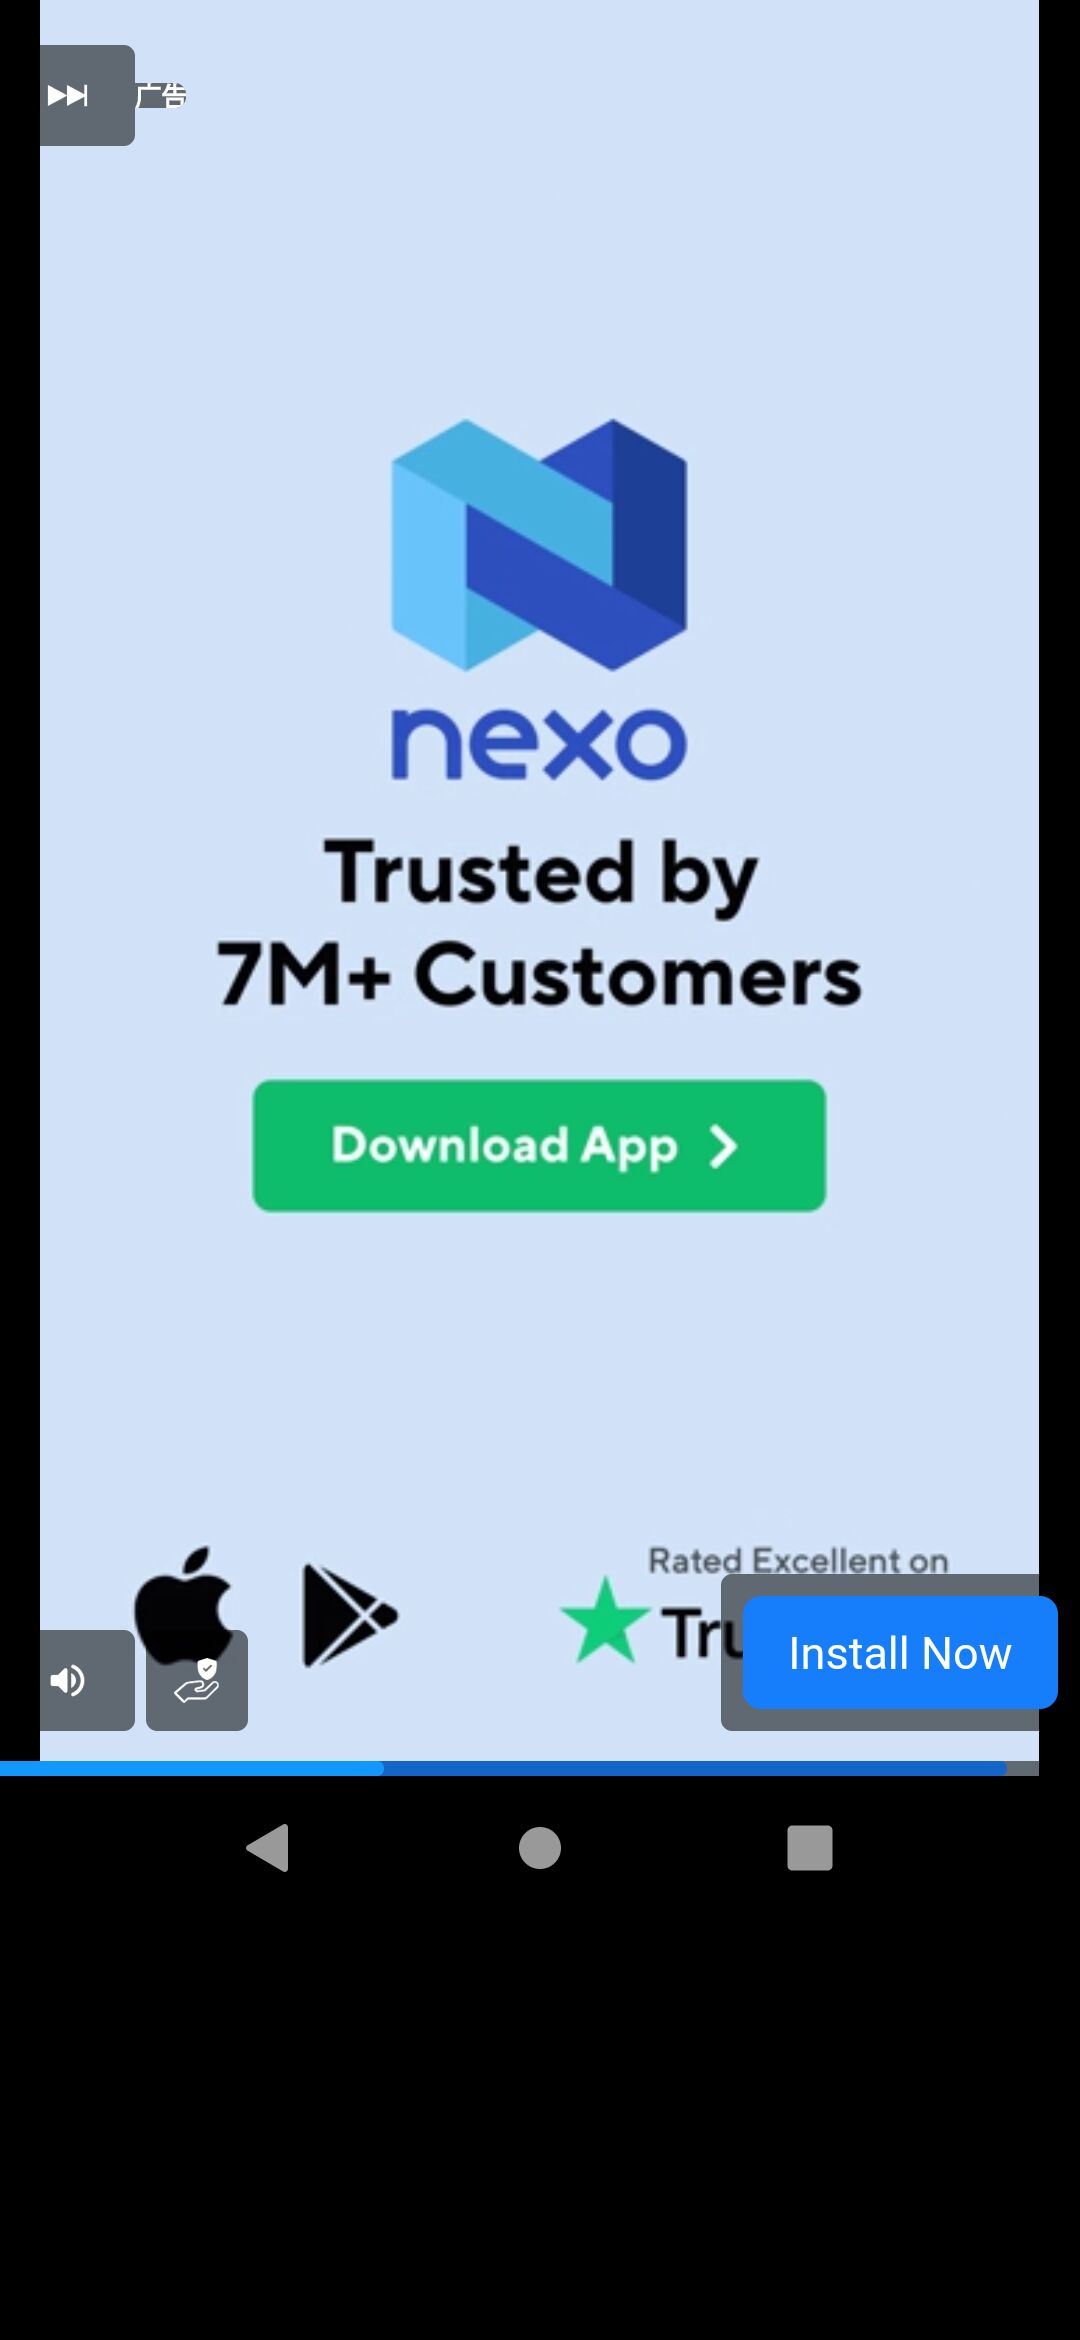 广告
nexo
Trusted by
7M+ Customers
Download App
Rated Excellent on
Install Now